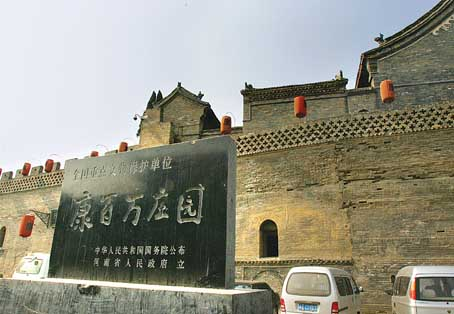 全国重点文物保护单位
康百万庄园
中华人民共和国国务院公布
河南省人民政府立